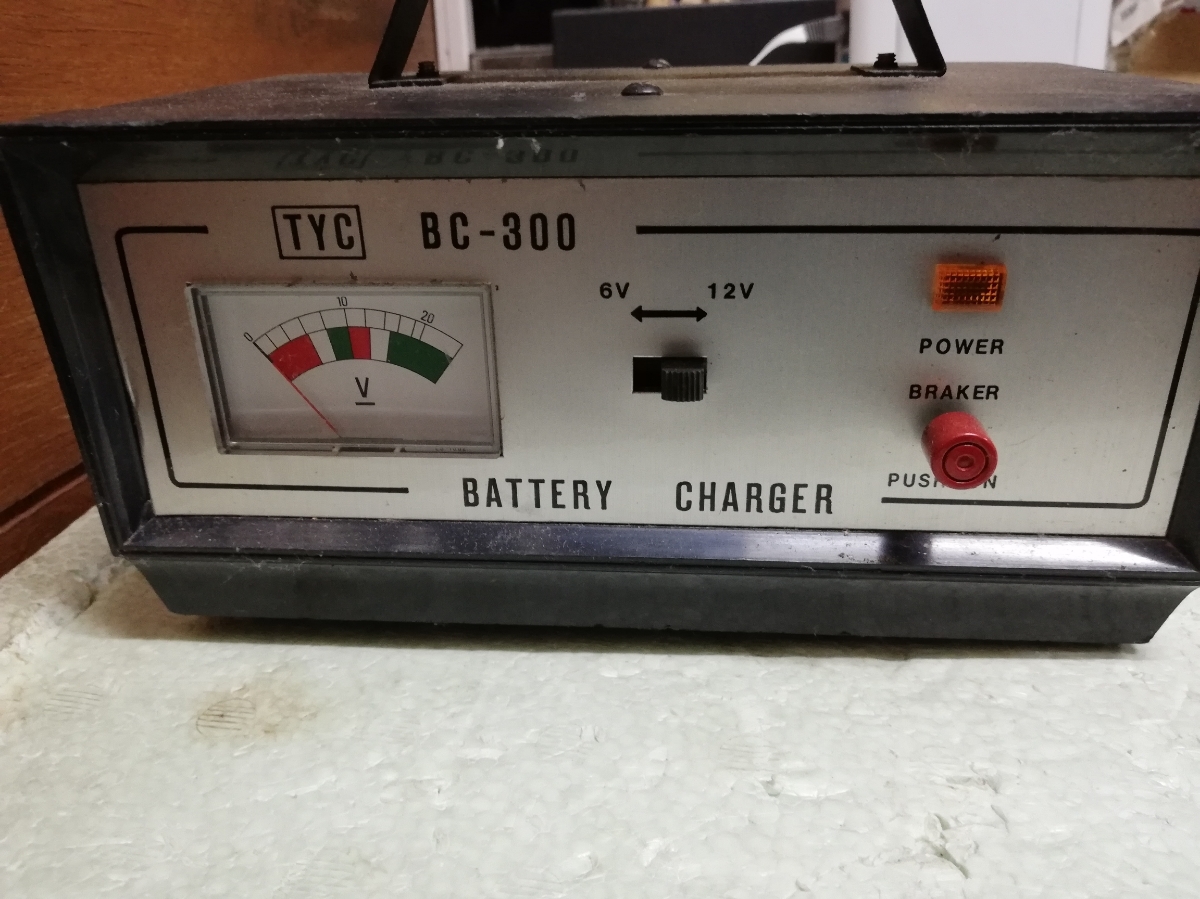 TYC BC-300
6V 12V
0 10 20
V
POWER
BRAKER
BATTERY CHARGER